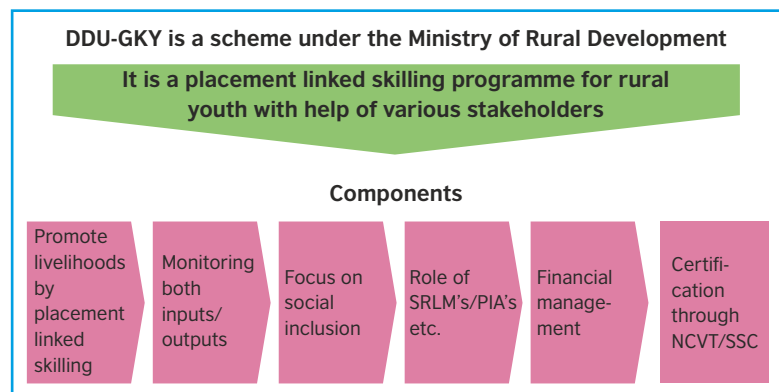 DDU-GKY is a scheme under the Ministry of Rural Development
It is a placement linked skilling programme for rural
youth with help of various stakeholders
Components
Promote
livelihoods
by
placement
linked
skilling
Monitoring
both
inputs/
outputs
Focus on
social
inclusion
Role of
SRLM's/PIA's
etc.
Financial
manage-
ment
Certifi-
cation
through
NCVT/SSC